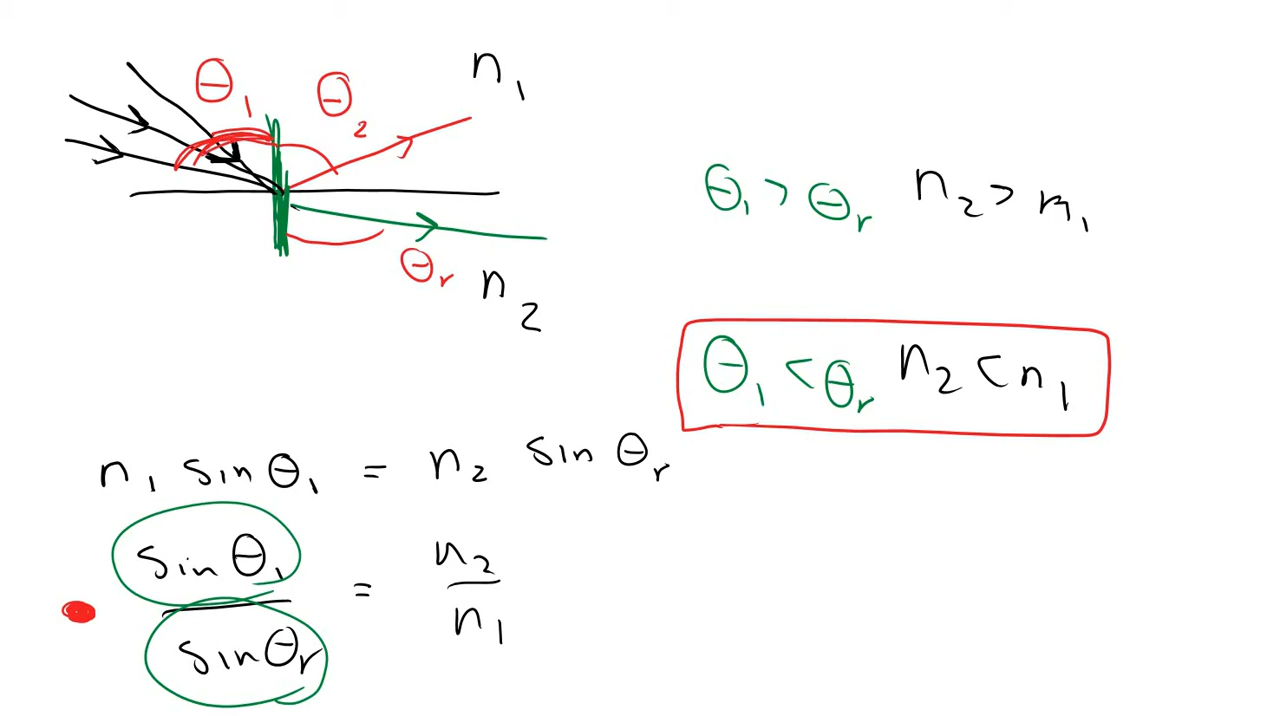 θ₁ θ₂ n₁
θᵣ n₂
θ₁ > θᵣ n₂ > n₁
θ₁ < θᵣ n₂ < n₁
n₁ sin θ₁ = n₂ sin θᵣ
sin θ₁ / sin θᵣ = n₂ / n₁